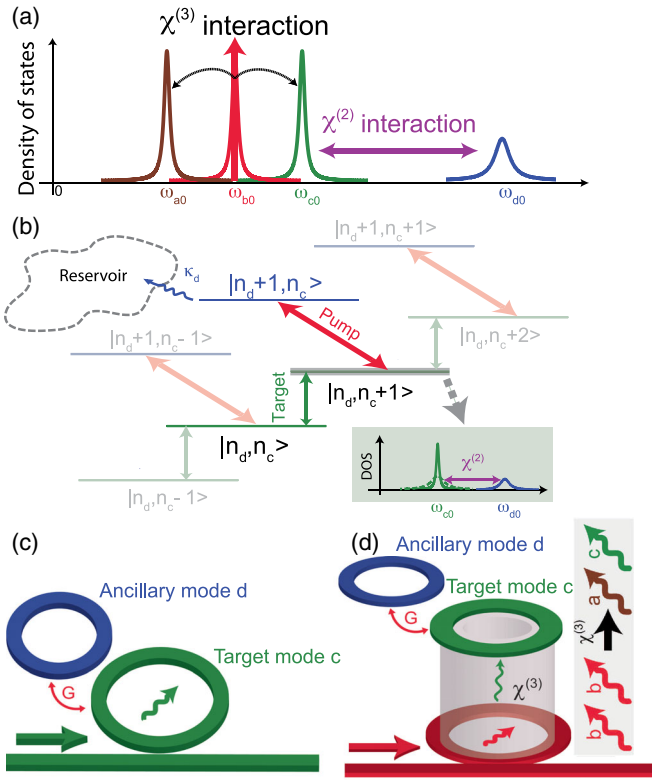 (a)
χ(3) interaction
Density of states
χ(2) interaction
0
ωa0
ωb0
ωc0
ωd0
(b)
|nd+1,nc+1>
Reservoir
κd
|nd+1,nc>
Pump
|nd+1,nc-1>
|nd,nc+2>
Target
|nd,nc+1>
|nd,nc>
|nd,nc-1>
DOS
χ(2)
ωc0
ωd0
(c)
Ancillary mode d
G
Target mode c
(d)
Ancillary mode d
Target mode c
G
χ(3)
c
a
χ(3)
b
b